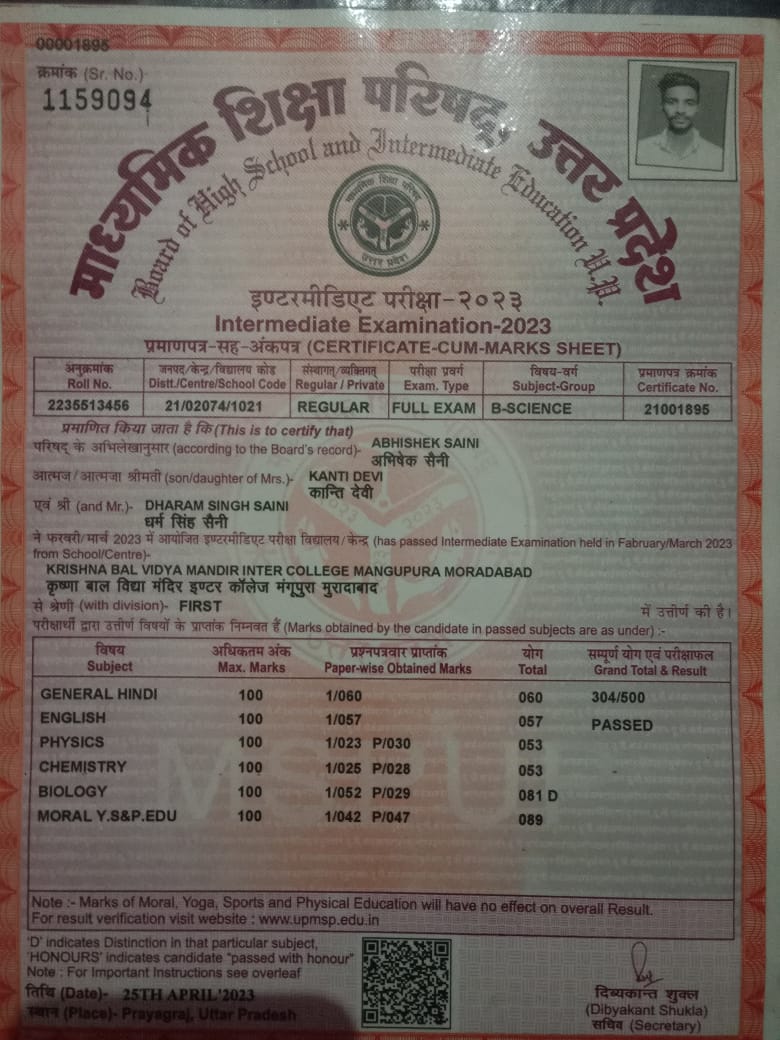 00001895
क्रमांक (Sr. No.)
1159094
माध्यमिक शिक्षा परिषद्, उत्तर प्रदेश
Board of High School and Intermediate Education U.P.
माध्यमिक शिक्षा परिषद्
उत्तर प्रदेश
इण्टरमीडिएट परीक्षा-२०२३
Intermediate Examination-2023
प्रमाणपत्र-सह-अंकपत्र (CERTIFICATE-CUM-MARKS SHEET)
अनुक्रमांक जनपद/केन्द्र/विद्यालय कोड संस्थागत/व्यक्तिगत परीक्षा प्रवर्ग विषय-वर्ग प्रमाणपत्र क्रमांक
Roll No. Distt./Centre/School Code Regular / Private Exam. Type Subject-Group Certificate No.
2235513456 21/02074/1021 REGULAR FULL EXAM B-SCIENCE 21001895
प्रमाणित किया जाता है कि (This is to certify that)
परिषद् के अभिलेखानुसार (according to the Board's record)- ABHISHEK SAINI
अभिषेक सैनी
आत्मज/आत्मजा श्रीमती (son/daughter of Mrs.)- KANTI DEVI
कान्ति देवी
एवं श्री (and Mr.)- DHARAM SINGH SAINI
धर्म सिंह सैनी
ने फरवरी/मार्च 2023 में आयोजित इण्टरमीडिएट परीक्षा विद्यालय/केन्द्र (has passed Intermediate Examination held in Fabruary/March 2023
from School/Centre)-
KRISHNA BAL VIDYA MANDIR INTER COLLEGE MANGUPURA MORADABAD
कृष्णा बाल विद्या मंदिर इण्टर कॉलेज मंगूपुरा मुरादाबाद
से श्रेणी (with division)- FIRST में उत्तीर्ण की है।
परीक्षार्थी द्वारा उत्तीर्ण विषयों के प्राप्तांक निम्नवत हैं (Marks obtained by the candidate in passed subjects are as under) :-
विषय अधिकतम अंक प्रश्नपत्रवार प्राप्तांक योग सम्पूर्ण योग एवं परीक्षाफल
Subject Max. Marks Paper-wise Obtained Marks Total Grand Total & Result
GENERAL HINDI 100 1/060 060 304/500
ENGLISH 100 1/057 057 PASSED
PHYSICS 100 1/023 P/030 053
CHEMISTRY 100 1/025 P/028 053
BIOLOGY 100 1/052 P/029 081 D
MORAL Y.S&P.EDU 100 1/042 P/047 089
Note :- Marks of Moral, Yoga, Sports and Physical Education will have no effect on overall Result.
For result verification visit website : www.upmsp.edu.in
'D' indicates Distinction in that particular subject,
'HONOURS' indicates candidate "passed with honour"
Note : For Important Instructions see overleaf
तिथि (Date)- 25TH APRIL'2023
स्थान (Place)- Prayagraj, Uttar Pradesh
दिब्यकान्त शुक्ल
(Dibyakant Shukla)
सचिव (Secretary)